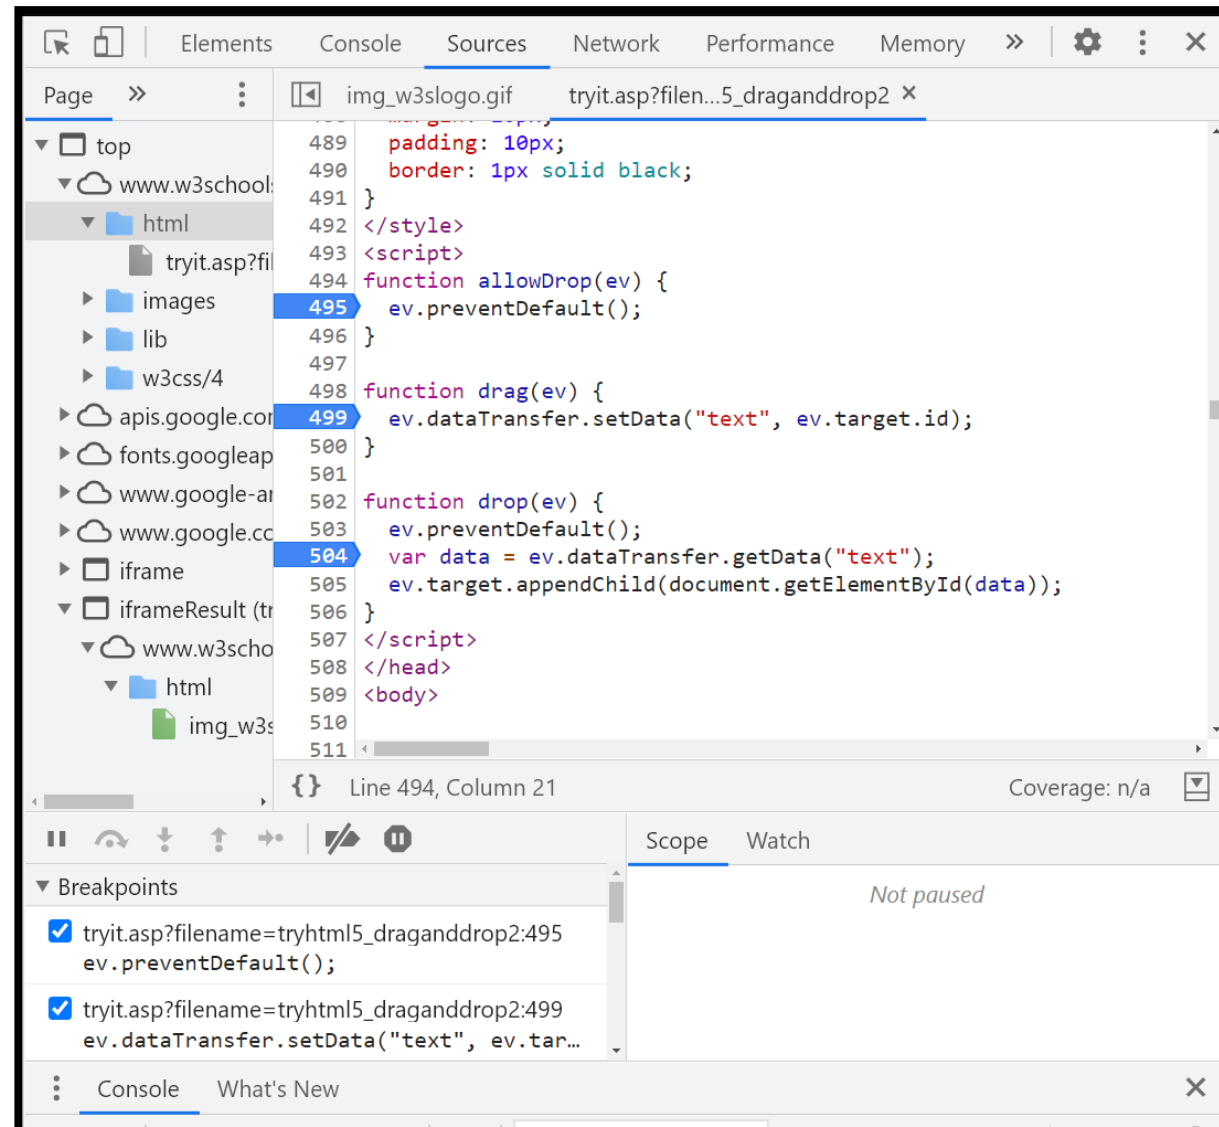 Elements Console Sources Network Performance Memory
Page
img_w3slogo.gif tryit.asp?filen...5_draganddrop2
top
www.w3school
html
tryit.asp?fil
images
lib
w3css/4
apis.google.co
fonts.googleap
www.google-a
www.google.cc
iframe
iframeResult (tr
www.w3scho
html
img_w3s
489 padding: 10px;
490 border: 1px solid black;
491 }
492 </style>
493 <script>
494 function allowDrop(ev) {
495 ev.preventDefault();
496 }
497
498 function drag(ev) {
499 ev.dataTransfer.setData("text", ev.target.id);
500 }
501
502 function drop(ev) {
503 ev.preventDefault();
504 var data = ev.dataTransfer.getData("text");
505 ev.target.appendChild(document.getElementById(data));
506 }
507 </script>
508 </head>
509 <body>
510
511
{} Line 494, Column 21 Coverage: n/a
Scope Watch
Breakpoints
Not paused
tryit.asp?filename=tryhtml5_draganddrop2:495
ev.preventDefault();
tryit.asp?filename=tryhtml5_draganddrop2:499
ev.dataTransfer.setData("text", ev.tar…
Console What's New